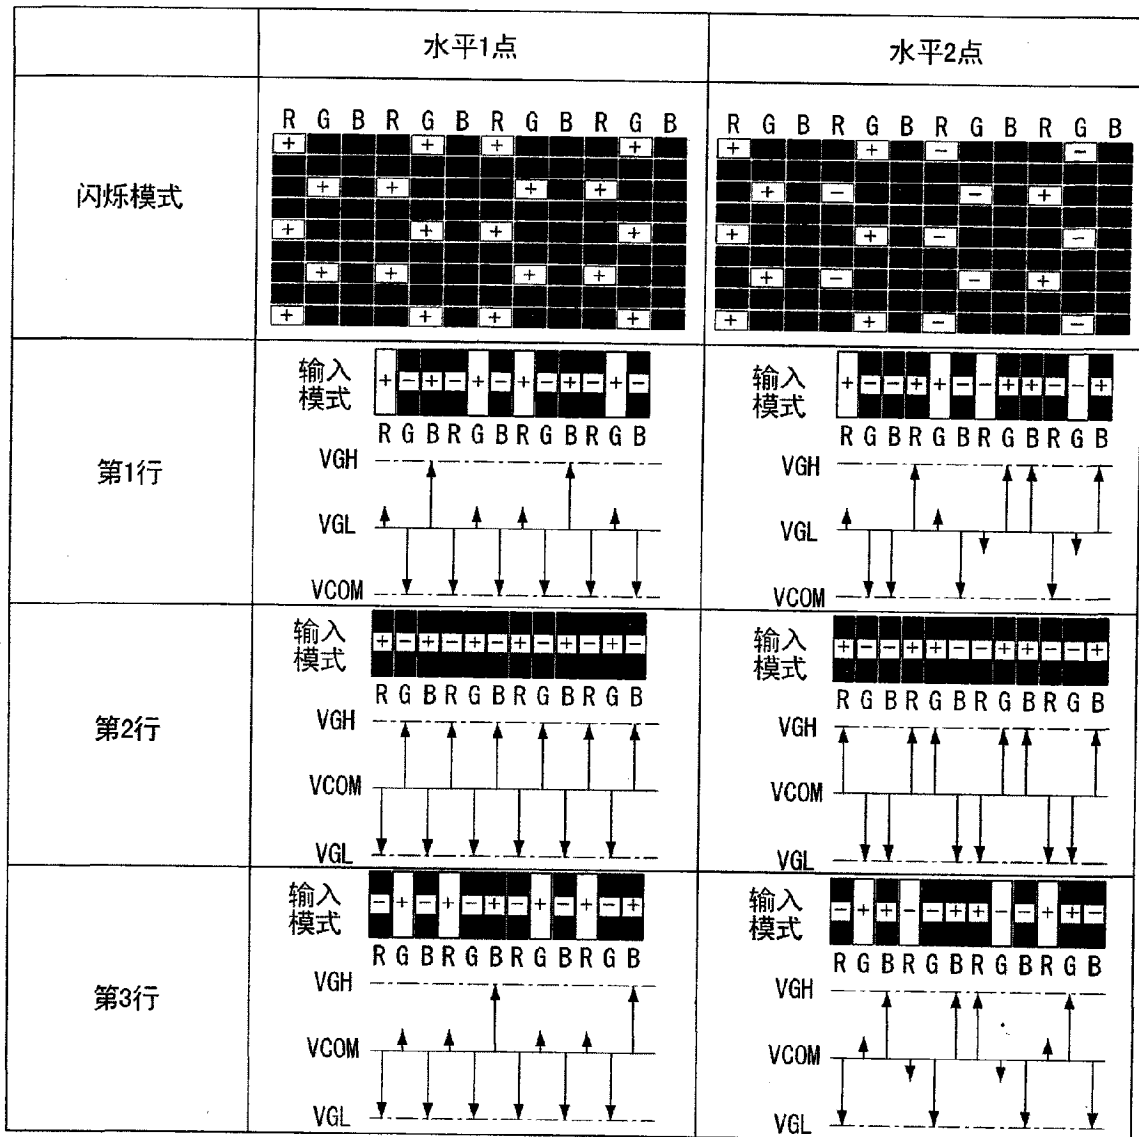 水平1点
水平2点
闪烁模式
R G B R G B R G B R G B
+ + + +
+ + + +
+ + + +
+ + + +
+ + + +
R G B R G B R G B R G B
+ + − −
+ − − +
+ + − −
+ − − +
+ + − −
第1行
输入
模式
+ − + − + − + − + − + −
R G B R G B R G B R G B
VGH
VGL
VCOM
输入
模式
+ − − + + − − + + − − +
R G B R G B R G B R G B
VGH
VGL
VCOM
第2行
输入
模式
+ − + − + − + − + − + −
R G B R G B R G B R G B
VGH
VCOM
VGL
输入
模式
+ − − + + − − + + − − +
R G B R G B R G B R G B
VGH
VCOM
VGL
第3行
输入
模式
− + − + − + − + − + − +
R G B R G B R G B R G B
VGH
VCOM
VGL
输入
模式
− + + − − + + − − + + −
R G B R G B R G B R G B
VGH
VCOM
VGL